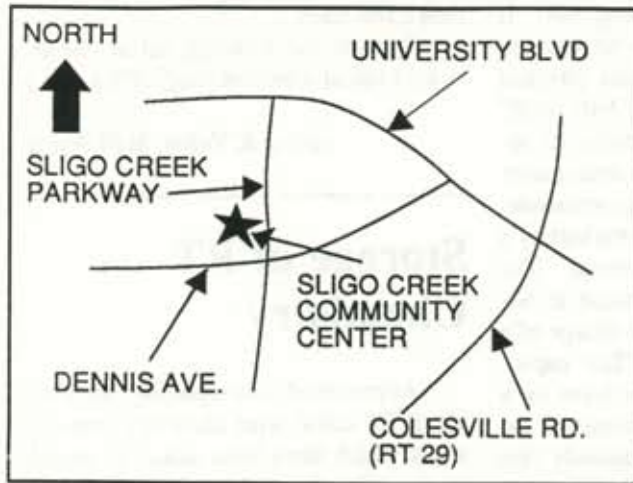 NORTH
UNIVERSITY BLVD
SLIGO CREEK
PARKWAY
SLIGO CREEK
COMMUNITY
CENTER
DENNIS AVE.
COLESVILLE RD.
(RT 29)